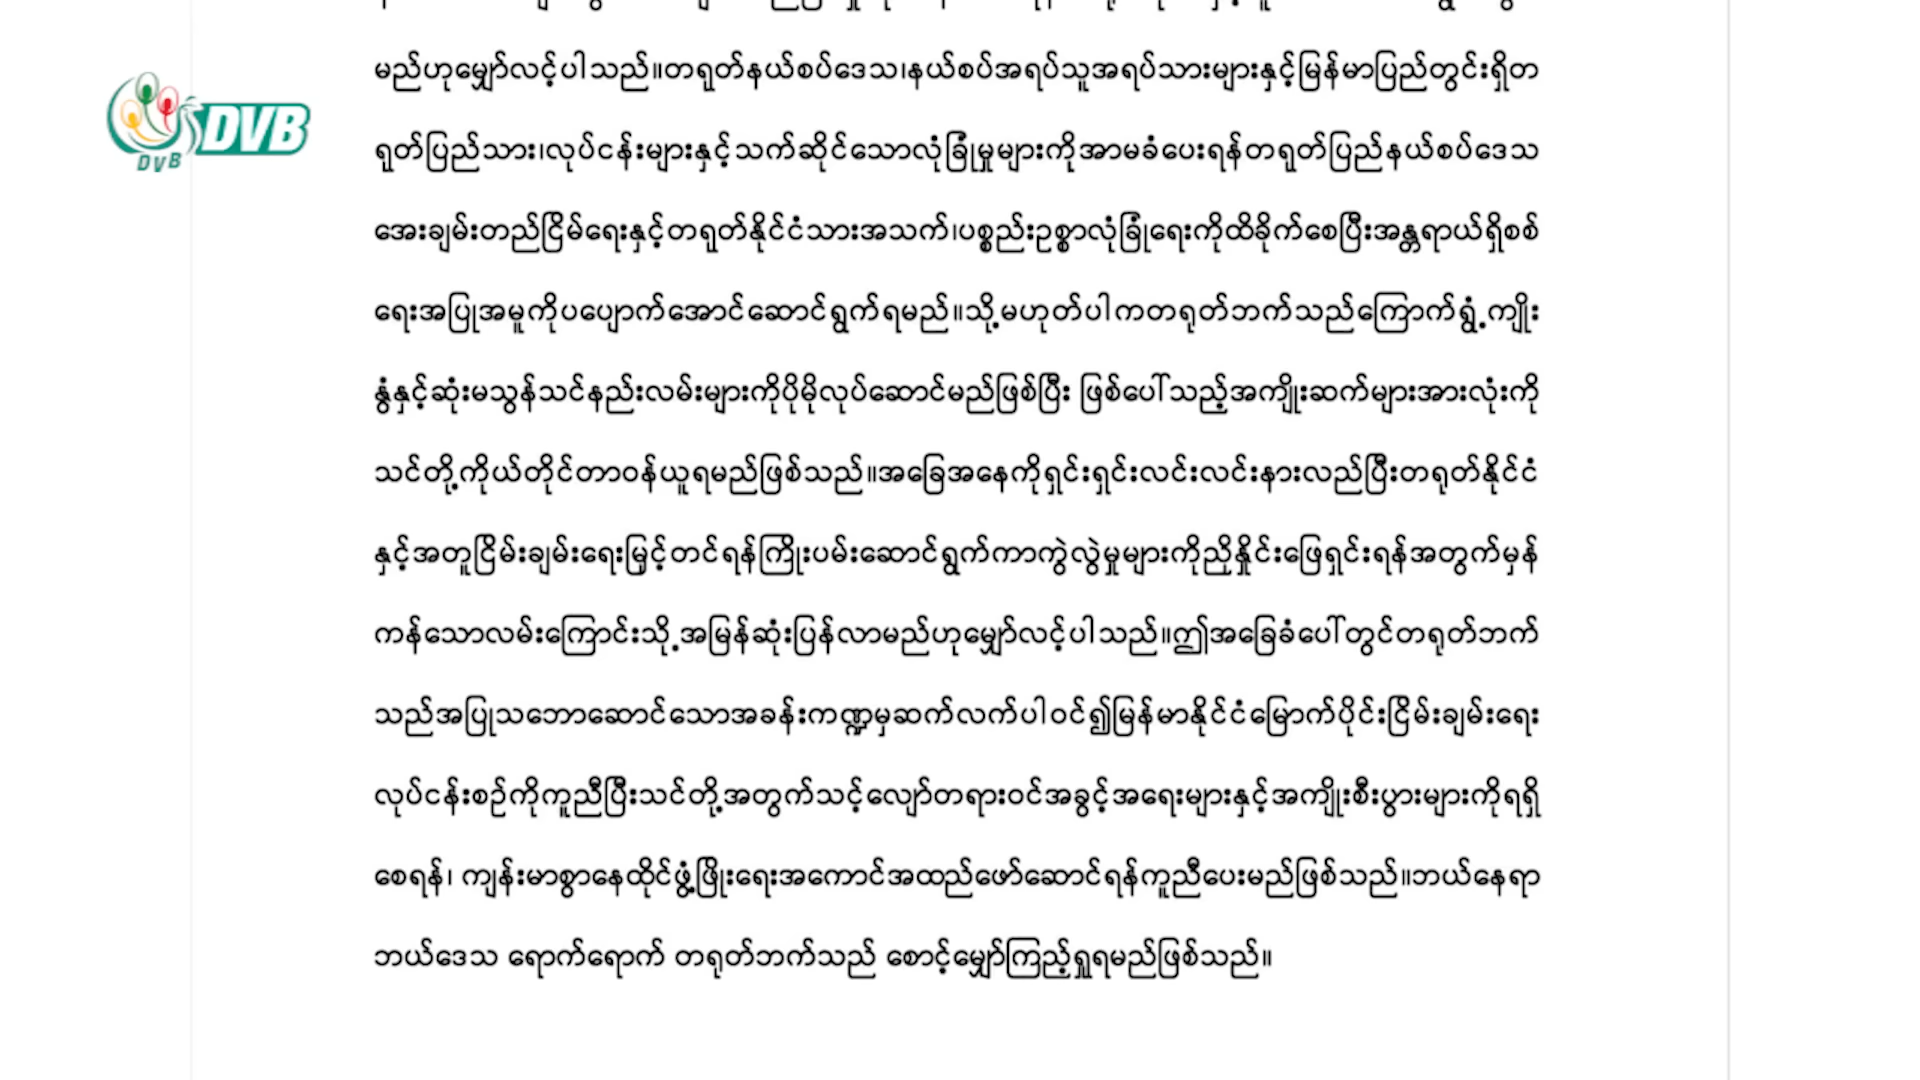 မည်ဟုမျှော်လင့်ပါသည်။တရုတ်နယ်စပ်ဒေသ၊နယ်စပ်အရပ်သူအရပ်သားများနှင့်မြန်မာပြည်တွင်းရှိတ
DVB
DVB
ရုတ်ပြည်သား၊လုပ်ငန်းများနှင့်သက်ဆိုင်သောလုံခြုံမှုများကိုအာမခံပေးရန်တရုတ်ပြည်နယ်စပ်ဒေသ
အေးချမ်းတည်ငြိမ်ရေးနှင့်တရုတ်နိုင်ငံသားအသက်၊ပစ္စည်းဥစ္စာလုံခြုံရေးကိုထိခိုက်စေပြီးအန္တရာယ်ရှိစစ်
ရေးအပြုအမူကိုပပျောက်အောင်ဆောင်ရွက်ရမည်။သို့မဟုတ်ပါကတရုတ်ဘက်သည်ကြောက်ရွံ့ကျိုး
နွံနှင့်ဆုံးမသွန်သင်နည်းလမ်းများကိုပိုမိုလုပ်ဆောင်မည်ဖြစ်ပြီး ဖြစ်ပေါ်သည့်အကျိုးဆက်များအားလုံးကို
သင်တို့ကိုယ်တိုင်တာဝန်ယူရမည်ဖြစ်သည်။အခြေအနေကိုရှင်းရှင်းလင်းလင်းနားလည်ပြီးတရုတ်နိုင်ငံ
နှင့်အတူငြိမ်းချမ်းရေးမြှင့်တင်ရန်ကြိုးပမ်းဆောင်ရွက်ကာကွဲလွဲမှုများကိုညှိနှိုင်းဖြေရှင်းရန်အတွက်မှန်
ကန်သောလမ်းကြောင်းသို့အမြန်ဆုံးပြန်လာမည်ဟုမျှော်လင့်ပါသည်။ဤအခြေခံပေါ်တွင်တရုတ်ဘက်
သည်အပြုသဘောဆောင်သောအခန်းကဏ္ဍမှဆက်လက်ပါဝင်၍မြန်မာနိုင်ငံမြောက်ပိုင်းငြိမ်းချမ်းရေး
လုပ်ငန်းစဉ်ကိုကူညီပြီးသင်တို့အတွက်သင့်လျော်တရားဝင်အခွင့်အရေးများနှင့်အကျိုးစီးပွားများကိုရရှိ
စေရန်၊ ကျန်းမာစွာနေထိုင်ဖွံ့ဖြိုးရေးအကောင်အထည်ဖော်ဆောင်ရန်ကူညီပေးမည်ဖြစ်သည်။ဘယ်နေရာ
ဘယ်ဒေသ ရောက်ရောက် တရုတ်ဘက်သည် စောင့်မျှော်ကြည့်ရှုရမည်ဖြစ်သည်။